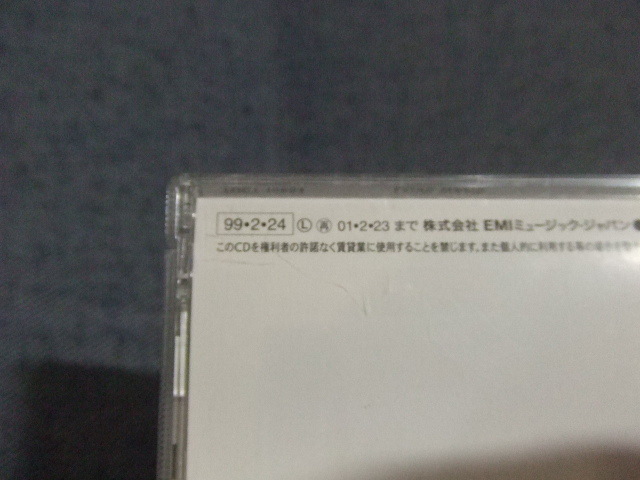 99•2•24 Ⓛ ㊢ 01•2•23 まで 株式会社 EMIミュージック・ジャパン
このCDを権利者の許諾なく賃貸業に使用することを禁じます。また個人的に利用する等の場合を